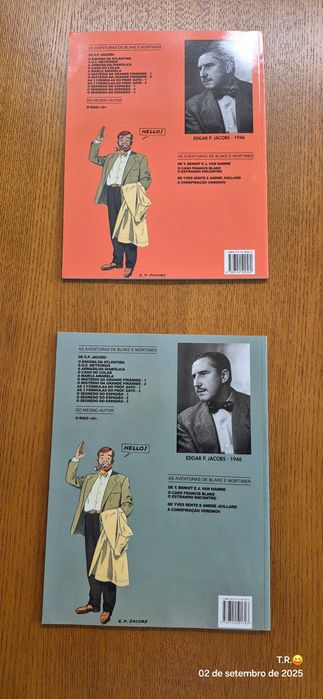 AS AVENTURAS DE BLAKE E MORTIMER
DE E.P. JACOBS
O ENIGMA DA ATLÂNTIDA
S.O.S. METEOROS
A ARMADILHA DIABÓLICA
O CASO DO COLAR
A MARCA AMARELA
O MISTÉRIO DA GRANDE PIRÂMIDE - 1
O MISTÉRIO DA GRANDE PIRÂMIDE - 2
AS 3 FÓRMULAS DO PROF. SATO - 1
AS 3 FÓRMULAS DO PROF. SATO - 2
O SEGREDO DO ESPADÃO - 1
O SEGREDO DO ESPADÃO - 2
O SEGREDO DO ESPADÃO - 3
DO MESMO AUTOR
O RAIO «U»
HELLO!
E.P. JACOBS
EDGAR P. JACOBS - 1946
AS AVENTURAS DE BLAKE E MORTIMER
DE T. BENOIT E J. VAN HAMME
O CASO FRANCIS BLAKE
O ESTRANHO ENCONTRO
DE YVES SENTE E ANDRÉ JUILLARD
A CONSPIRAÇÃO VORONOV
AS AVENTURAS DE BLAKE E MORTIMER
DE E.P. JACOBS
O ENIGMA DA ATLÂNTIDA
S.O.S. METEOROS
A ARMADILHA DIABÓLICA
O CASO DO COLAR
A MARCA AMARELA
O MISTÉRIO DA GRANDE PIRÂMIDE - 1
O MISTÉRIO DA GRANDE PIRÂMIDE - 2
AS 3 FÓRMULAS DO PROF. SATO - 1
AS 3 FÓRMULAS DO PROF. SATO - 2
O SEGREDO DO ESPADÃO - 1
O SEGREDO DO ESPADÃO - 2
O SEGREDO DO ESPADÃO - 3
DO MESMO AUTOR
O RAIO «U»
HELLO!
E.P. JACOBS
EDGAR P. JACOBS - 1946
AS AVENTURAS DE BLAKE E MORTIMER
DE T. BENOIT E J. VAN HAMME
O CASO FRANCIS BLAKE
O ESTRANHO ENCONTRO
DE YVES SENTE E ANDRÉ JUILLARD
A CONSPIRAÇÃO VORONOV
T.R.😁
02 de setembro de 2025